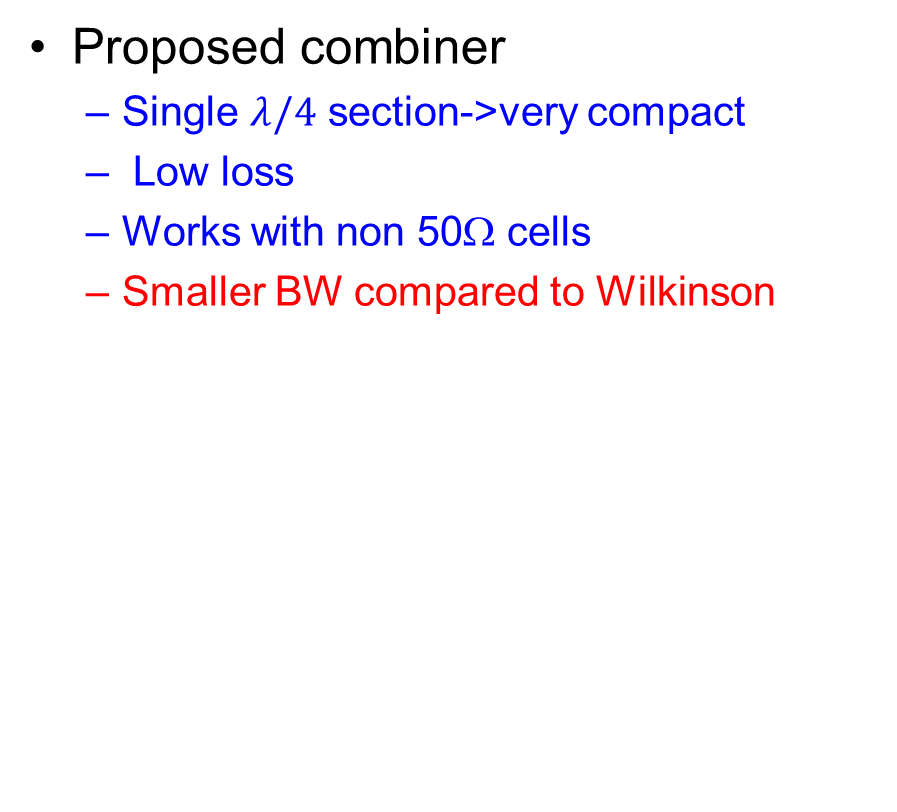 • Proposed combiner
– Single 𝜆/4 section->very compact
– Low loss
– Works with non 50Ω cells
– Smaller BW compared to Wilkinson